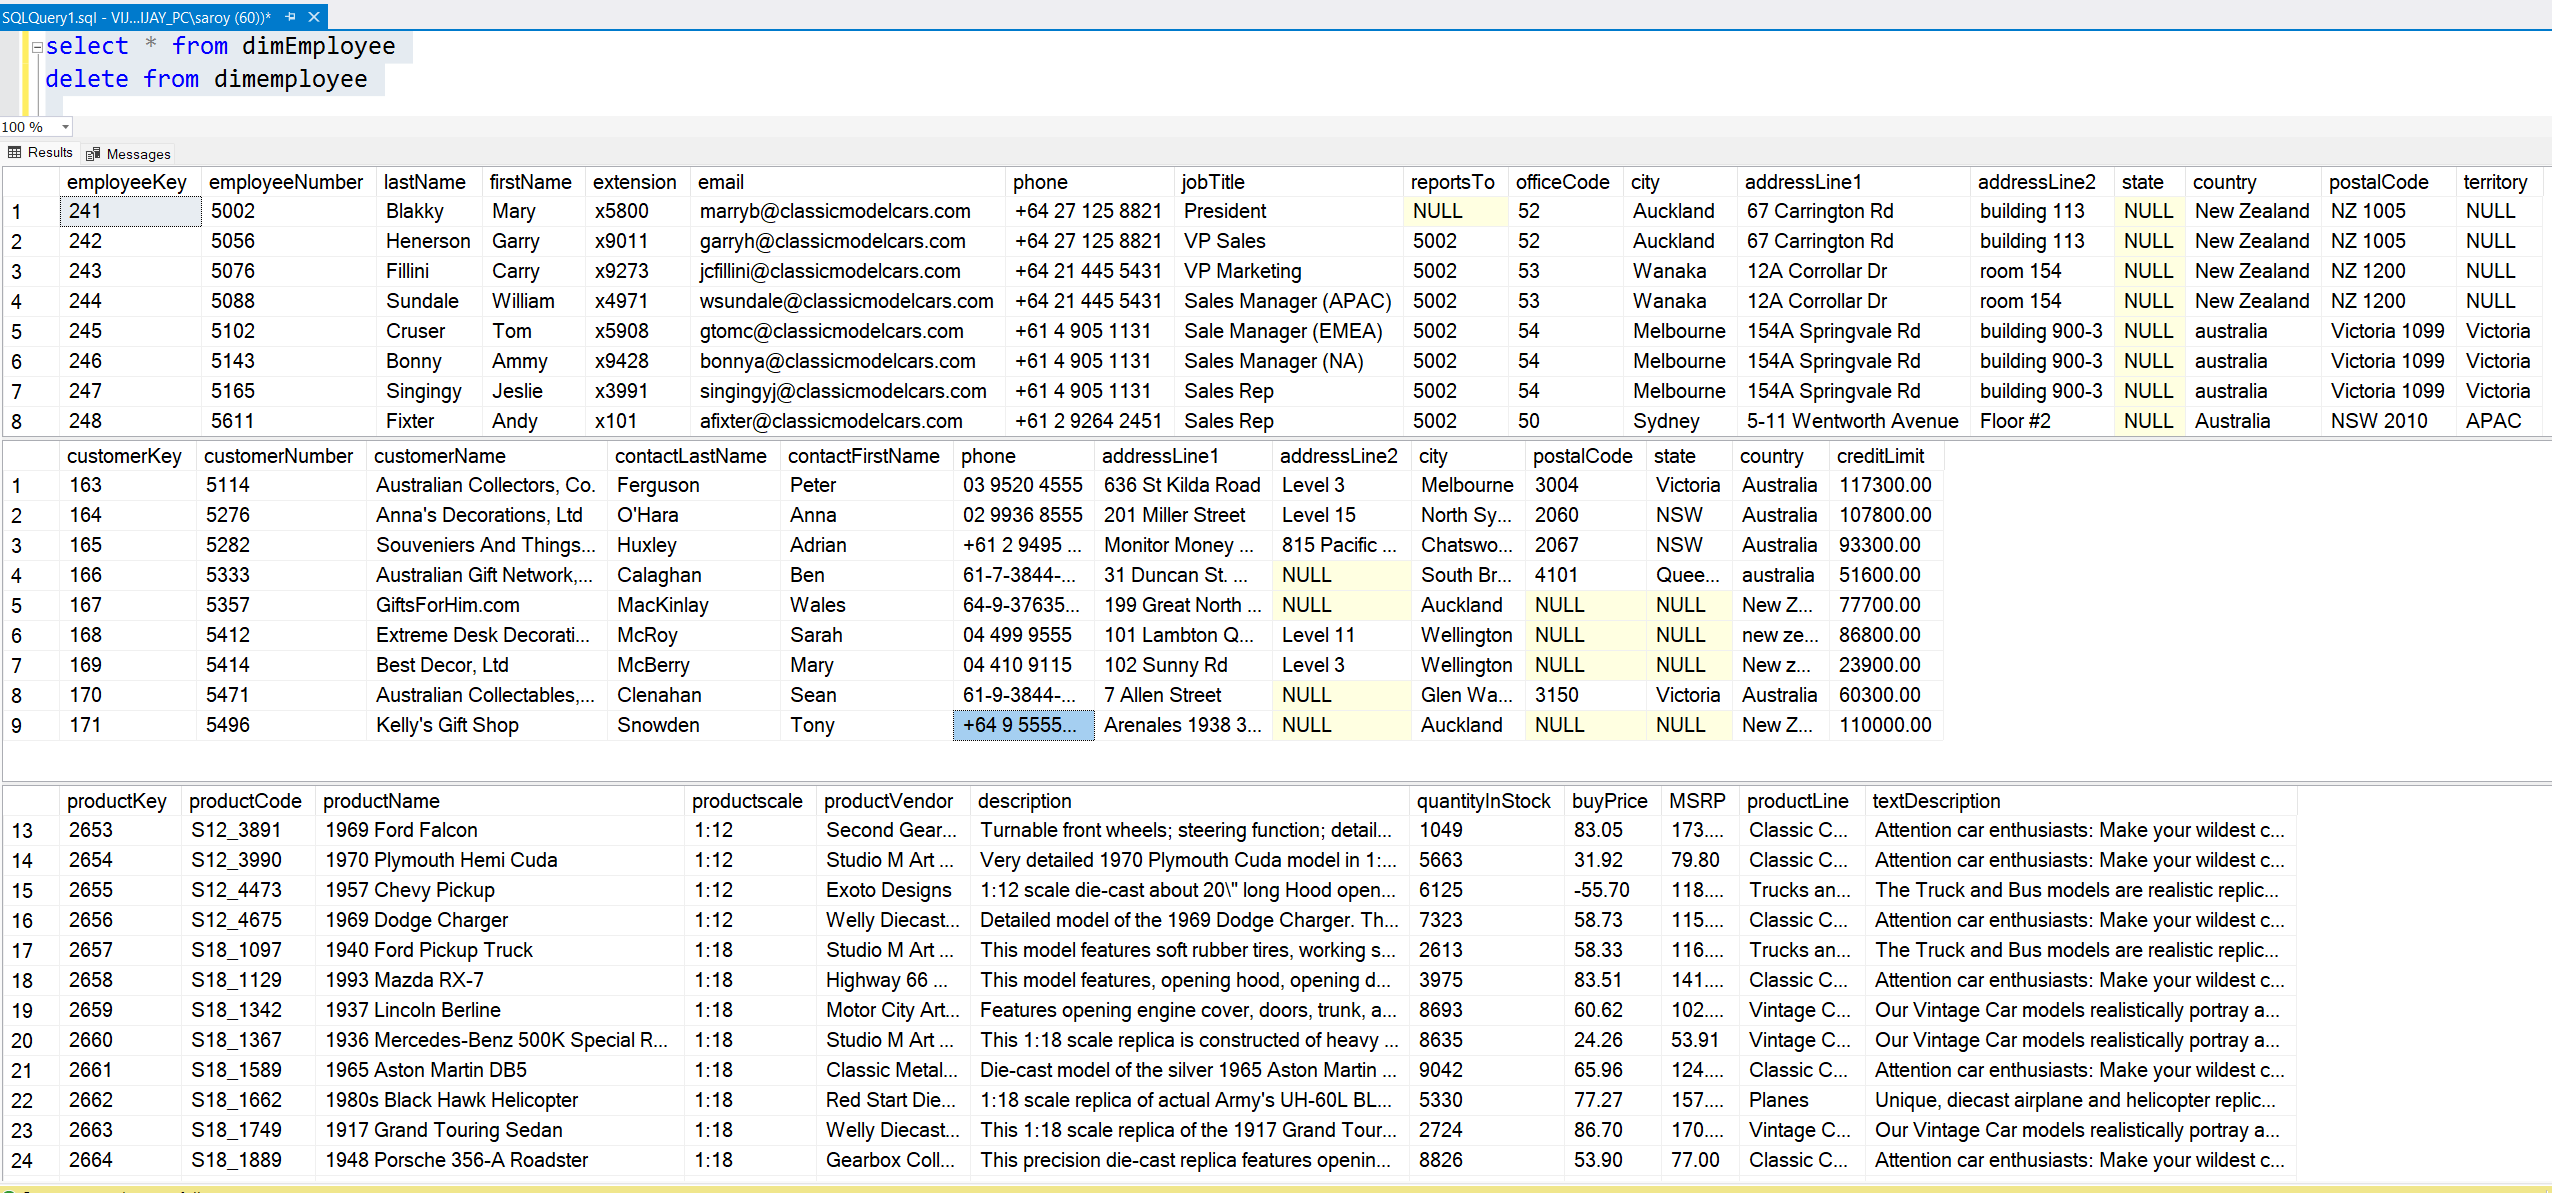 SQLQuery1.sql - VIJ...IJAY_PC\saroy (60))*
select * from dimEmployee
delete from dimemployee
100 %
Results Messages
employeeKey employeeNumber lastName firstName extension email phone jobTitle reportsTo officeCode city addressLine1 addressLine2 state country postalCode territory
1 241 5002 Blakky Mary x5800 marryb@classicmodelcars.com +64 27 125 8821 President NULL 52 Auckland 67 Carrington Rd building 113 NULL New Zealand NZ 1005 NULL
2 242 5056 Henerson Garry x9011 garryh@classicmodelcars.com +64 27 125 8821 VP Sales 5002 52 Auckland 67 Carrington Rd building 113 NULL New Zealand NZ 1005 NULL
3 243 5076 Fillini Carry x9273 jcfillini@classicmodelcars.com +64 21 445 5431 VP Marketing 5002 53 Wanaka 12A Corrollar Dr room 154 NULL New Zealand NZ 1200 NULL
4 244 5088 Sundale William x4971 wsundale@classicmodelcars.com +64 21 445 5431 Sales Manager (APAC) 5002 53 Wanaka 12A Corrollar Dr room 154 NULL New Zealand NZ 1200 NULL
5 245 5102 Cruser Tom x5908 gtomc@classicmodelcars.com +61 4 905 1131 Sale Manager (EMEA) 5002 54 Melbourne 154A Springvale Rd building 900-3 NULL australia Victoria 1099 Victoria
6 246 5143 Bonny Ammy x9428 bonnya@classicmodelcars.com +61 4 905 1131 Sales Manager (NA) 5002 54 Melbourne 154A Springvale Rd building 900-3 NULL australia Victoria 1099 Victoria
7 247 5165 Singingy Jeslie x3991 singingyj@classicmodelcars.com +61 4 905 1131 Sales Rep 5002 54 Melbourne 154A Springvale Rd building 900-3 NULL australia Victoria 1099 Victoria
8 248 5611 Fixter Andy x101 afixter@classicmodelcars.com +61 2 9264 2451 Sales Rep 5002 50 Sydney 5-11 Wentworth Avenue Floor #2 NULL Australia NSW 2010 APAC
customerKey customerNumber customerName contactLastName contactFirstName phone addressLine1 addressLine2 city postalCode state country creditLimit
1 163 5114 Australian Collectors, Co. Ferguson Peter 03 9520 4555 636 St Kilda Road Level 3 Melbourne 3004 Victoria Australia 117300.00
2 164 5276 Anna's Decorations, Ltd O'Hara Anna 02 9936 8555 201 Miller Street Level 15 North Sy... 2060 NSW Australia 107800.00
3 165 5282 Souveniers And Things... Huxley Adrian +61 2 9495 ... Monitor Money ... 815 Pacific ... Chatswo... 2067 NSW Australia 93300.00
4 166 5333 Australian Gift Network,... Calaghan Ben 61-7-3844-... 31 Duncan St. ... NULL South Br... 4101 Quee... australia 51600.00
5 167 5357 GiftsForHim.com MacKinlay Wales 64-9-37635... 199 Great North ... NULL Auckland NULL NULL New Z... 77700.00
6 168 5412 Extreme Desk Decorati... McRoy Sarah 04 499 9555 101 Lambton Q... Level 11 Wellington NULL NULL new ze... 86800.00
7 169 5414 Best Decor, Ltd McBerry Mary 04 410 9115 102 Sunny Rd Level 3 Wellington NULL NULL New z... 23900.00
8 170 5471 Australian Collectables,... Clenahan Sean 61-9-3844-... 7 Allen Street NULL Glen Wa... 3150 Victoria Australia 60300.00
9 171 5496 Kelly's Gift Shop Snowden Tony +64 9 5555... Arenales 1938 3... NULL Auckland NULL NULL New Z... 110000.00
productKey productCode productName productscale productVendor description quantityInStock buyPrice MSRP productLine textDescription
13 2653 S12_3891 1969 Ford Falcon 1:12 Second Gear... Turnable front wheels; steering function; detail... 1049 83.05 173.... Classic C... Attention car enthusiasts: Make your wildest c...
14 2654 S12_3990 1970 Plymouth Hemi Cuda 1:12 Studio M Art ... Very detailed 1970 Plymouth Cuda model in 1:... 5663 31.92 79.80 Classic C... Attention car enthusiasts: Make your wildest c...
15 2655 S12_4473 1957 Chevy Pickup 1:12 Exoto Designs 1:12 scale die-cast about 20\" long Hood open... 6125 -55.70 118.... Trucks an... The Truck and Bus models are realistic replic...
16 2656 S12_4675 1969 Dodge Charger 1:12 Welly Diecast... Detailed model of the 1969 Dodge Charger. Th... 7323 58.73 115.... Classic C... Attention car enthusiasts: Make your wildest c...
17 2657 S18_1097 1940 Ford Pickup Truck 1:18 Studio M Art ... This model features soft rubber tires, working s... 2613 58.33 116.... Trucks an... The Truck and Bus models are realistic replic...
18 2658 S18_1129 1993 Mazda RX-7 1:18 Highway 66 ... This model features, opening hood, opening d... 3975 83.51 141.... Classic C... Attention car enthusiasts: Make your wildest c...
19 2659 S18_1342 1937 Lincoln Berline 1:18 Motor City Art... Features opening engine cover, doors, trunk, a... 8693 60.62 102.... Vintage C... Our Vintage Car models realistically portray a...
20 2660 S18_1367 1936 Mercedes-Benz 500K Special R... 1:18 Studio M Art ... This 1:18 scale replica is constructed of heavy ... 8635 24.26 53.91 Vintage C... Our Vintage Car models realistically portray a...
21 2661 S18_1589 1965 Aston Martin DB5 1:18 Classic Metal... Die-cast model of the silver 1965 Aston Martin ... 9042 65.96 124.... Classic C... Attention car enthusiasts: Make your wildest c...
22 2662 S18_1662 1980s Black Hawk Helicopter 1:18 Red Start Die... 1:18 scale replica of actual Army's UH-60L BL... 5330 77.27 157.... Planes Unique, diecast airplane and helicopter replic...
23 2663 S18_1749 1917 Grand Touring Sedan 1:18 Welly Diecast... This 1:18 scale replica of the 1917 Grand Tour... 2724 86.70 170.... Vintage C... Our Vintage Car models realistically portray a...
24 2664 S18_1889 1948 Porsche 356-A Roadster 1:18 Gearbox Coll... This precision die-cast replica features openin... 8826 53.90 77.00 Classic C... Attention car enthusiasts: Make your wildest c...